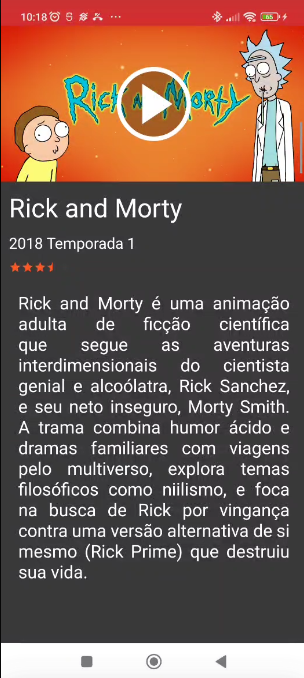 10:18
65
Rick and Morty
Rick and Morty
2018 Temporada 1
Rick and Morty é uma animação
adulta de ficção científica
que segue as aventuras
interdimensionais do cientista
genial e alcoólatra, Rick Sanchez,
e seu neto inseguro, Morty Smith.
A trama combina humor ácido e
dramas familiares com viagens
pelo multiverso, explora temas
filosóficos como niilismo, e foca
na busca de Rick por vingança
contra uma versão alternativa de si
mesmo (Rick Prime) que destruiu
sua vida.